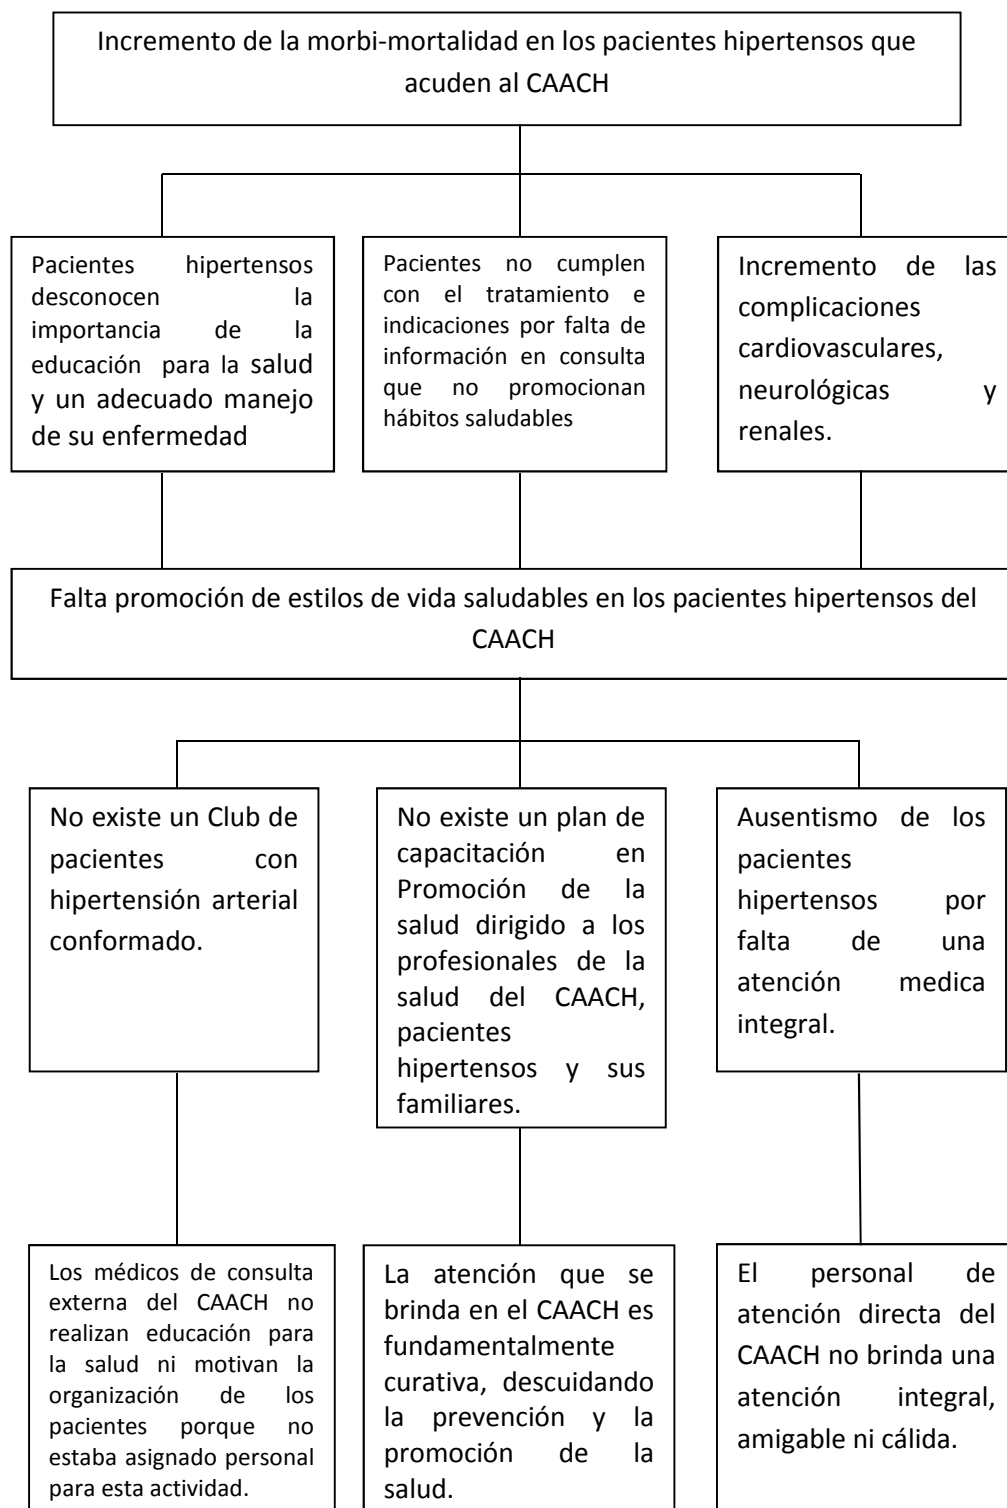 Incremento de la morbi-mortalidad en los pacientes hipertensos que
acuden al CAACH
Pacientes hipertensos
desconocen la
importancia de la
educación para la salud
y un adecuado manejo
de su enfermedad
Pacientes no cumplen
con el tratamiento e
indicaciones por falta de
información en consulta
que no promocionan
hábitos saludables
Incremento de las
complicaciones
cardiovasculares,
neurológicas y
renales.
Falta promoción de estilos de vida saludables en los pacientes hipertensos del
CAACH
No existe un Club de
pacientes con
hipertensión arterial
conformado.
No existe un plan de
capacitación en
Promoción de la
salud dirigido a los
profesionales de la
salud del CAACH,
pacientes
hipertensos y sus
familiares.
Ausentismo de los
pacientes
hipertensos por
falta de una
atención medica
integral.
Los médicos de consulta
externa del CAACH no
realizan educación para
la salud ni motivan la
organización de los
pacientes porque no
estaba asignado personal
para esta actividad.
La atención que se
brinda en el CAACH es
fundamentalmente
curativa, descuidando
la prevención y la
promoción de la
salud.
El personal de
atención directa del
CAACH no brinda una
atención integral,
amigable ni cálida.